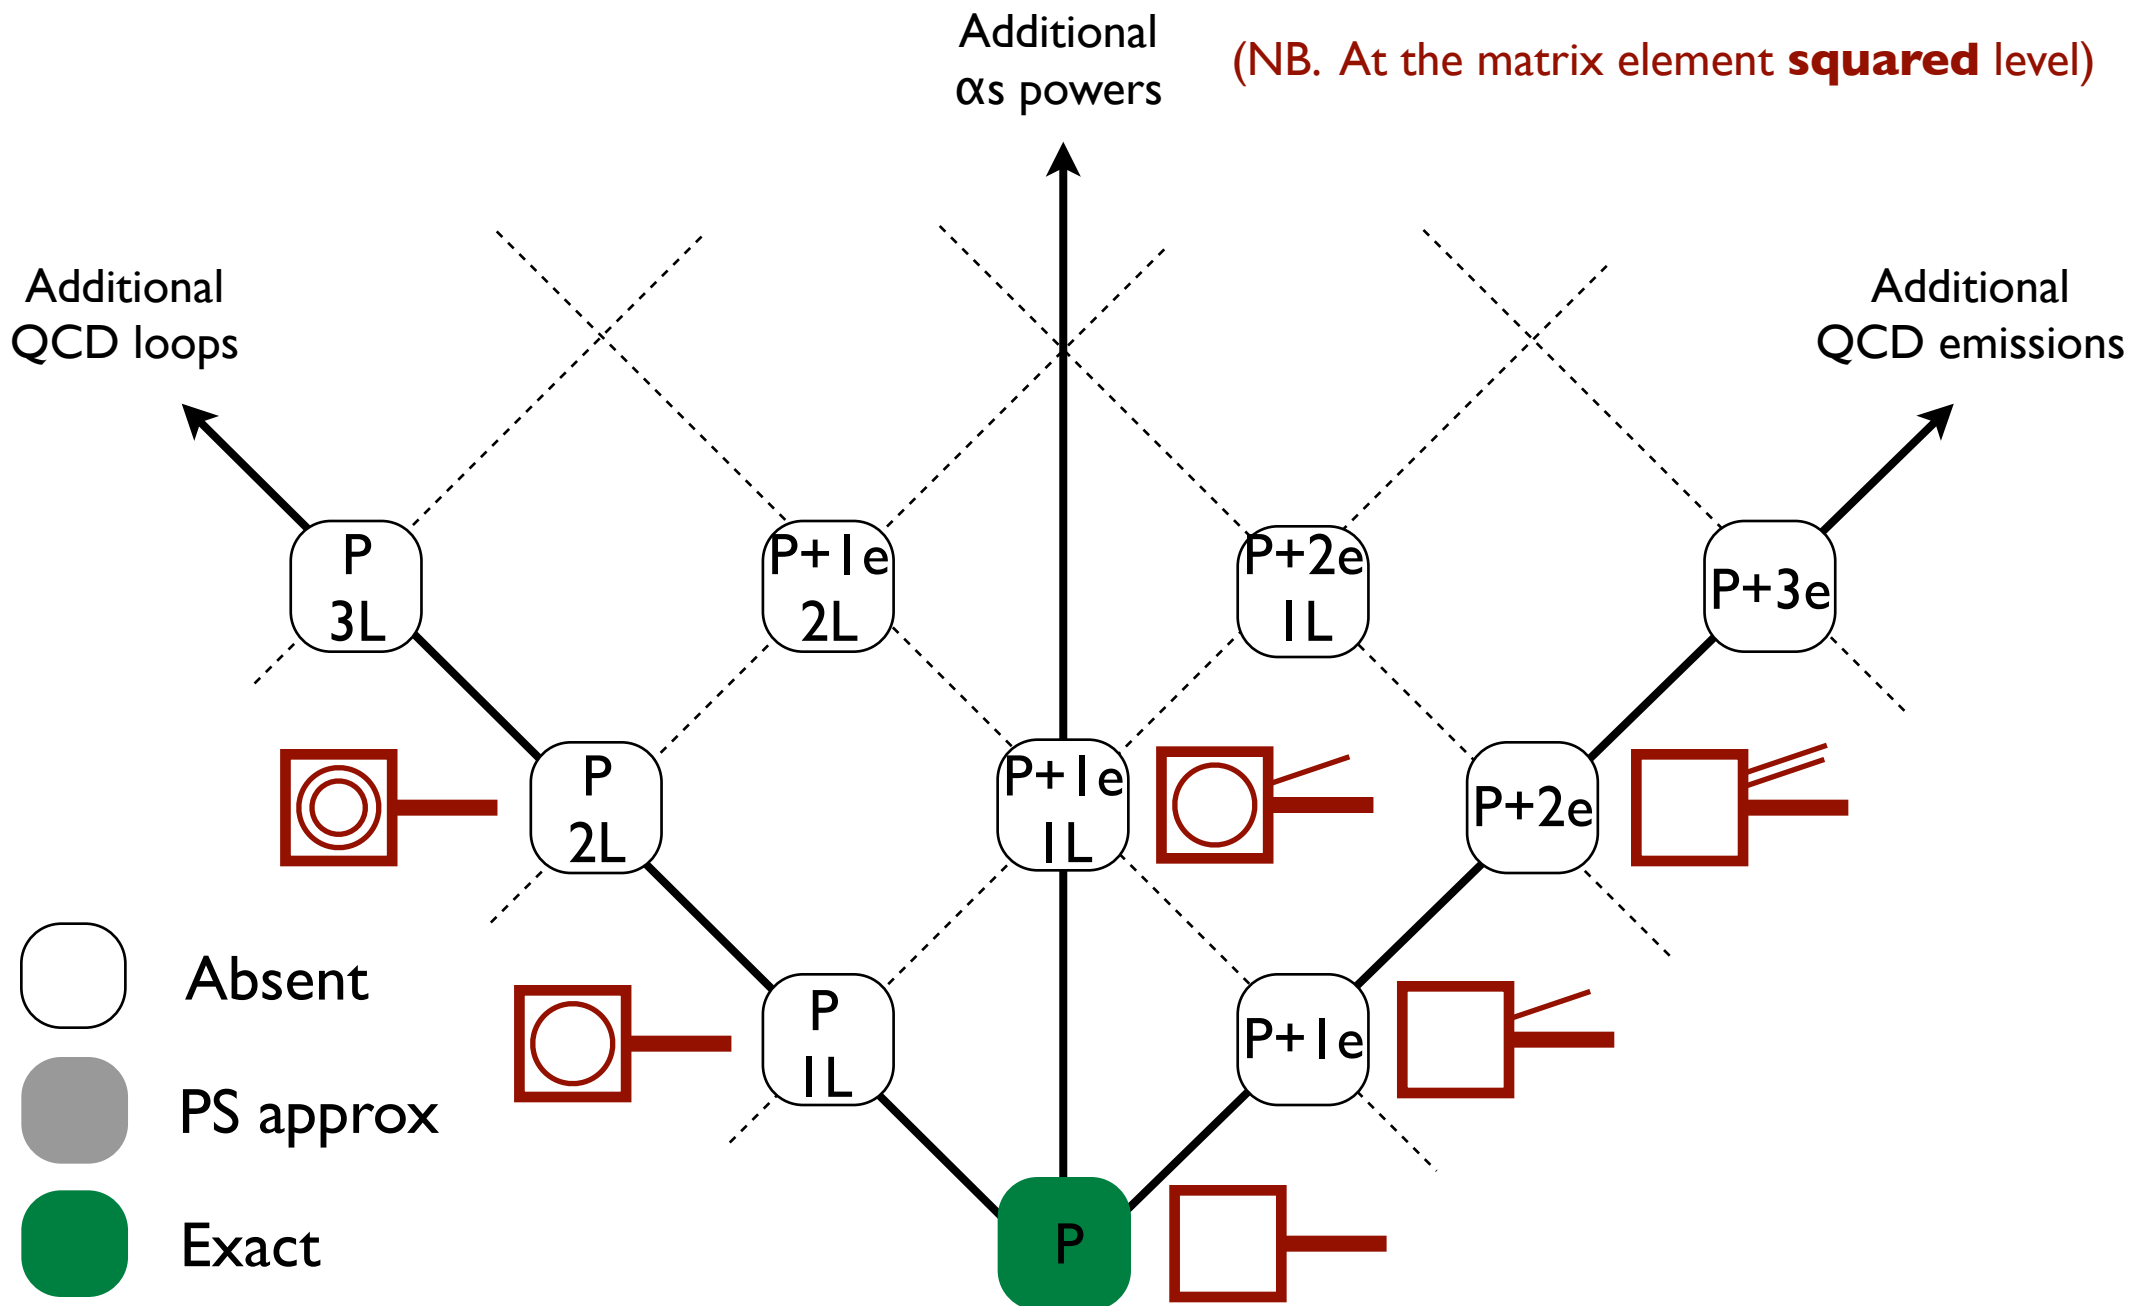 Additional
αs powers
(NB. At the matrix element squared level)
Additional
QCD loops
Additional
QCD emissions
P
3L
P+1e
2L
P+2e
1L
P+3e
P
2L
P+1e
1L
P+2e
P
1L
P+1e
P
Absent
PS approx
Exact